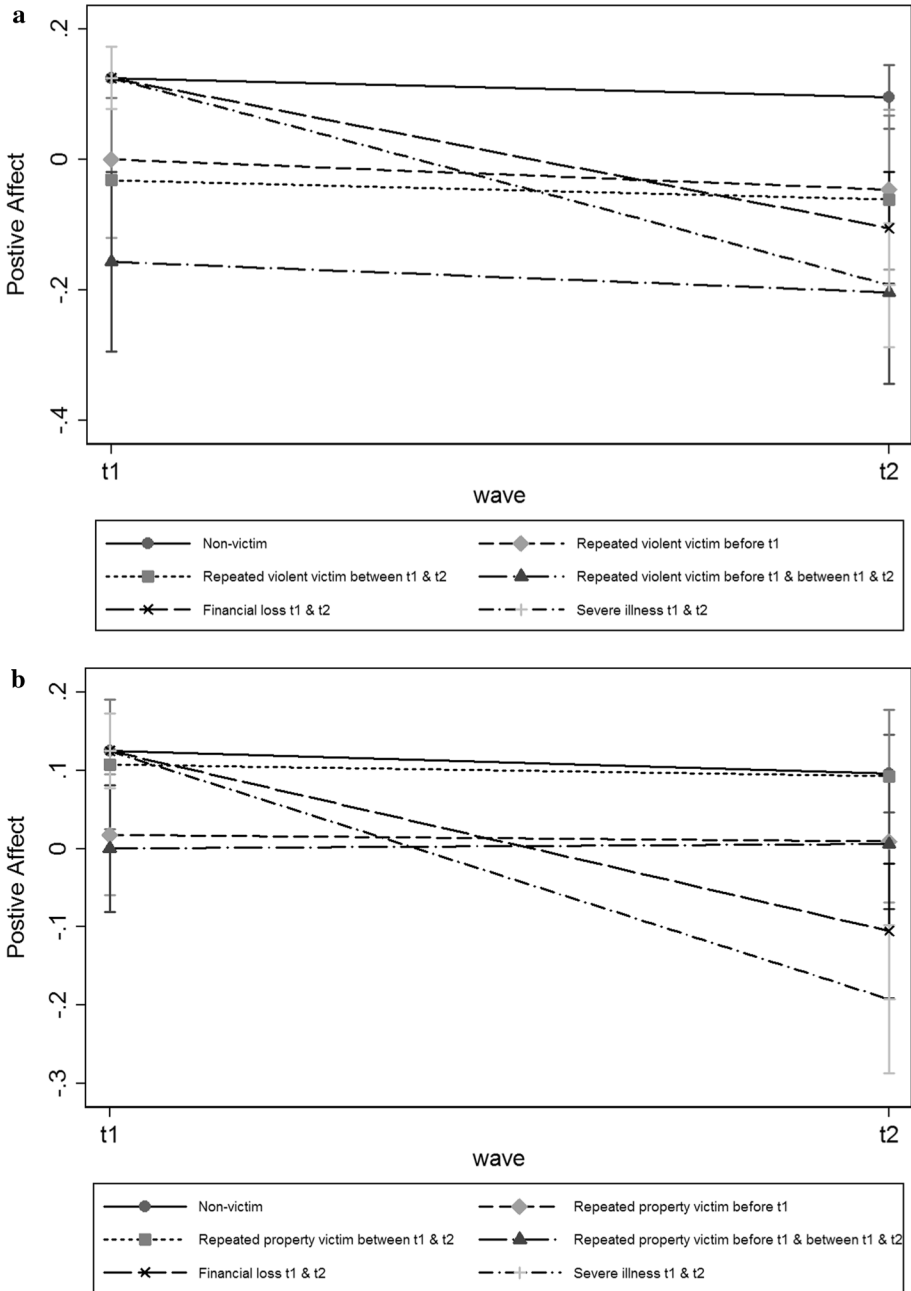 a
.2
0
-.2
-.4
Postive Affect
t1
t2
wave
Non-victim
Repeated violent victim before t1
Repeated violent victim between t1 & t2
Repeated violent victim before t1 & between t1 & t2
Financial loss t1 & t2
Severe illness t1 & t2
b
.2
.1
0
-.1
-.2
-.3
Postive Affect
t1
t2
wave
Non-victim
Repeated property victim before t1
Repeated property victim between t1 & t2
Repeated property victim before t1 & between t1 & t2
Financial loss t1 & t2
Severe illness t1 & t2